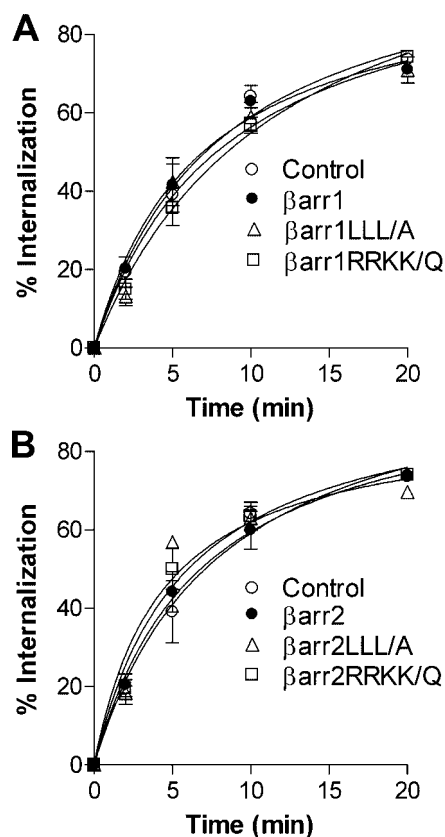 A
80
60
40
20
0
% Internalization
Control
βarr1
βarr1LLL/A
βarr1RRKK/Q
0 5 10 15 20
Time (min)
B
80
60
40
20
0
% Internalization
Control
βarr2
βarr2LLL/A
βarr2RRKK/Q
0 5 10 15 20
Time (min)